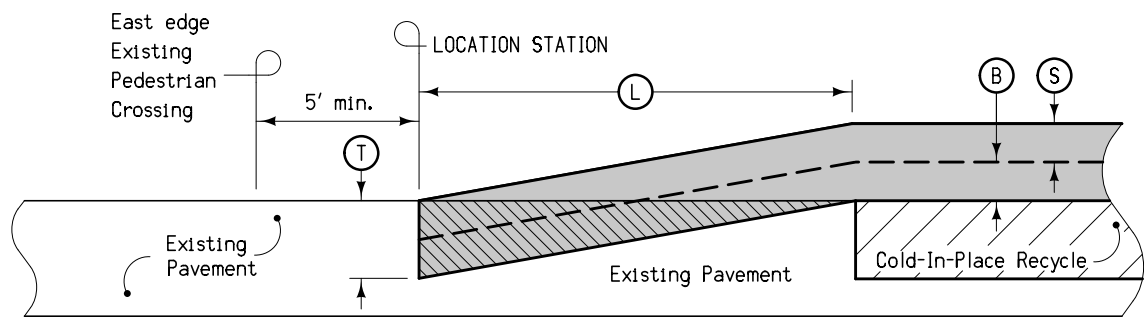 East edge
Existing
Pedestrian
Crossing
LOCATION STATION
5' min.
L
B
S
T
Existing
Pavement
Existing Pavement
Cold-In-Place Recycle